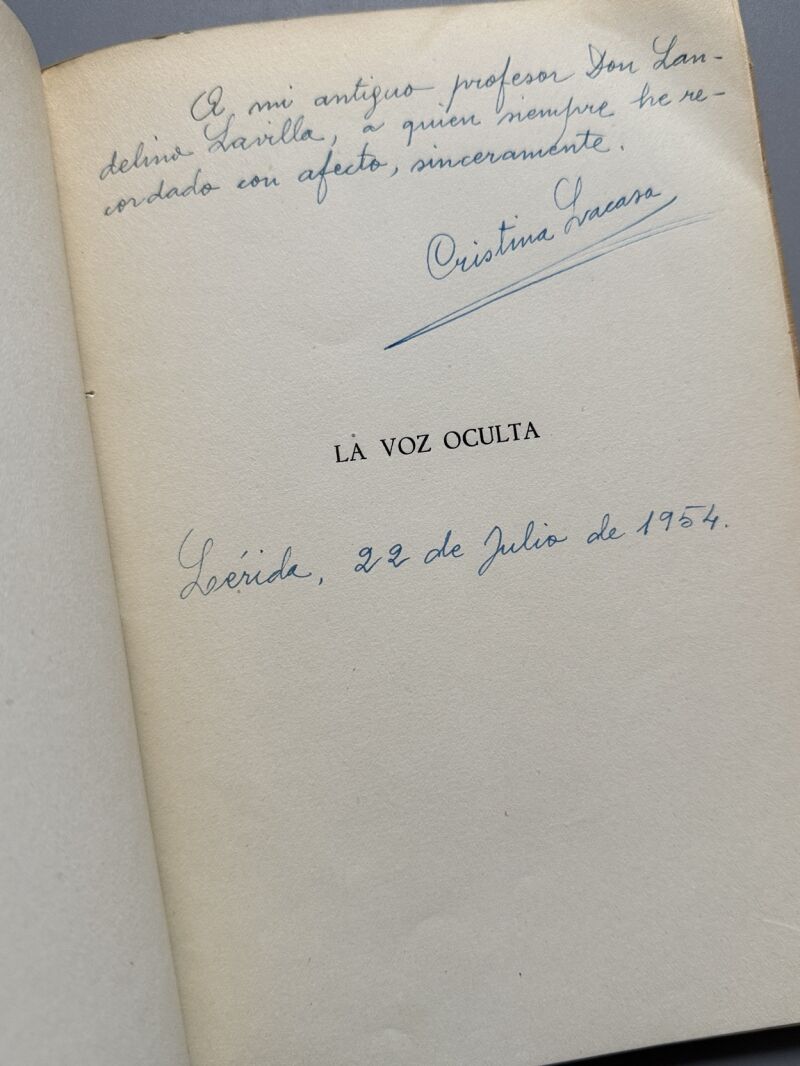 A mi antiguo profesor Don Lan-
delino Lavilla, a quien siempre he re-
cordado con afecto, sinceramente.
Cristina Lacasa
LA VOZ OCULTA
Lérida, 22 de Julio de 1954.